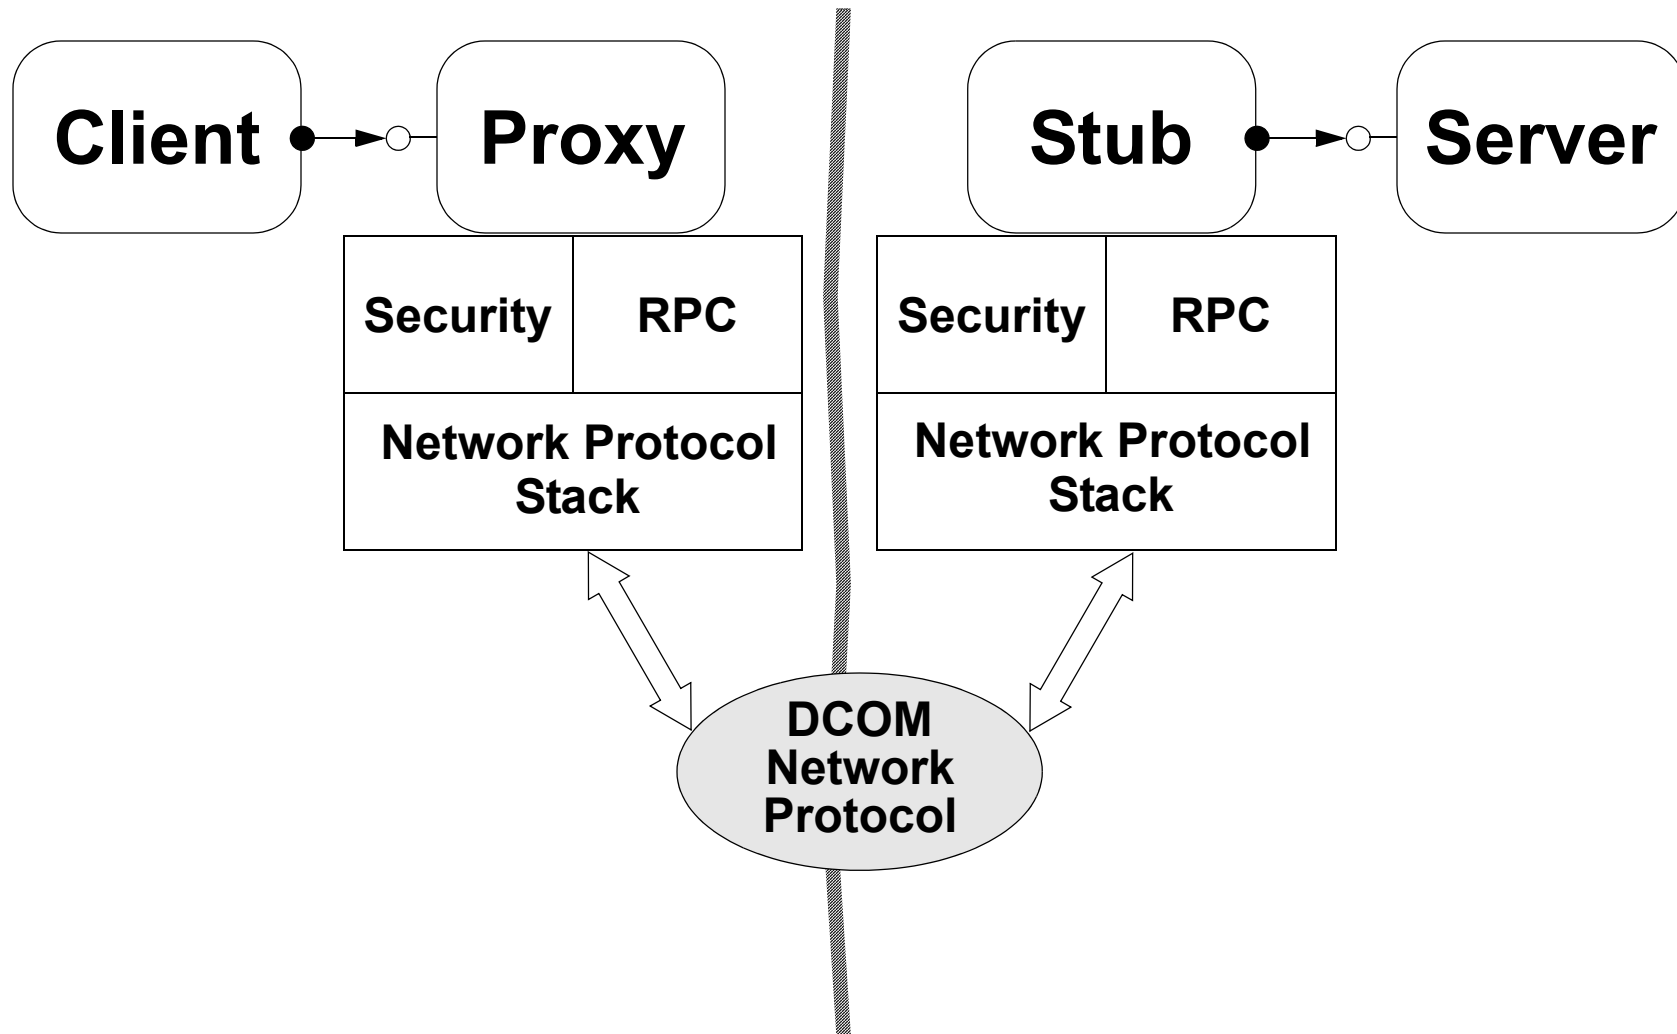 Client
Proxy
Stub
Server
Security
RPC
Security
RPC
Network Protocol
Stack
Network Protocol
Stack
DCOM
Network
Protocol